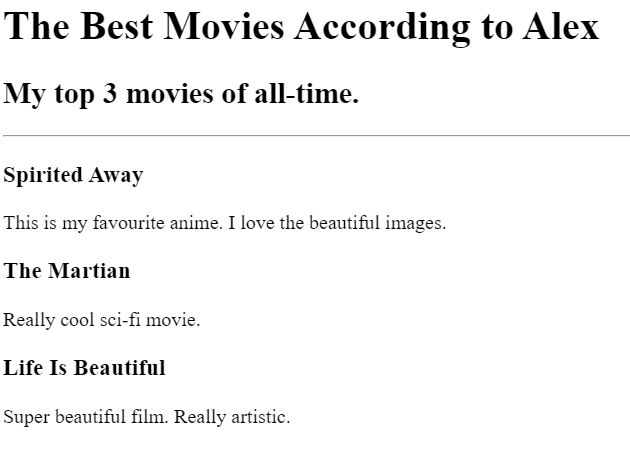 The Best Movies According to Alex
My top 3 movies of all-time.
Spirited Away
This is my favourite anime. I love the beautiful images.
The Martian
Really cool sci-fi movie.
Life Is Beautiful
Super beautiful film. Really artistic.